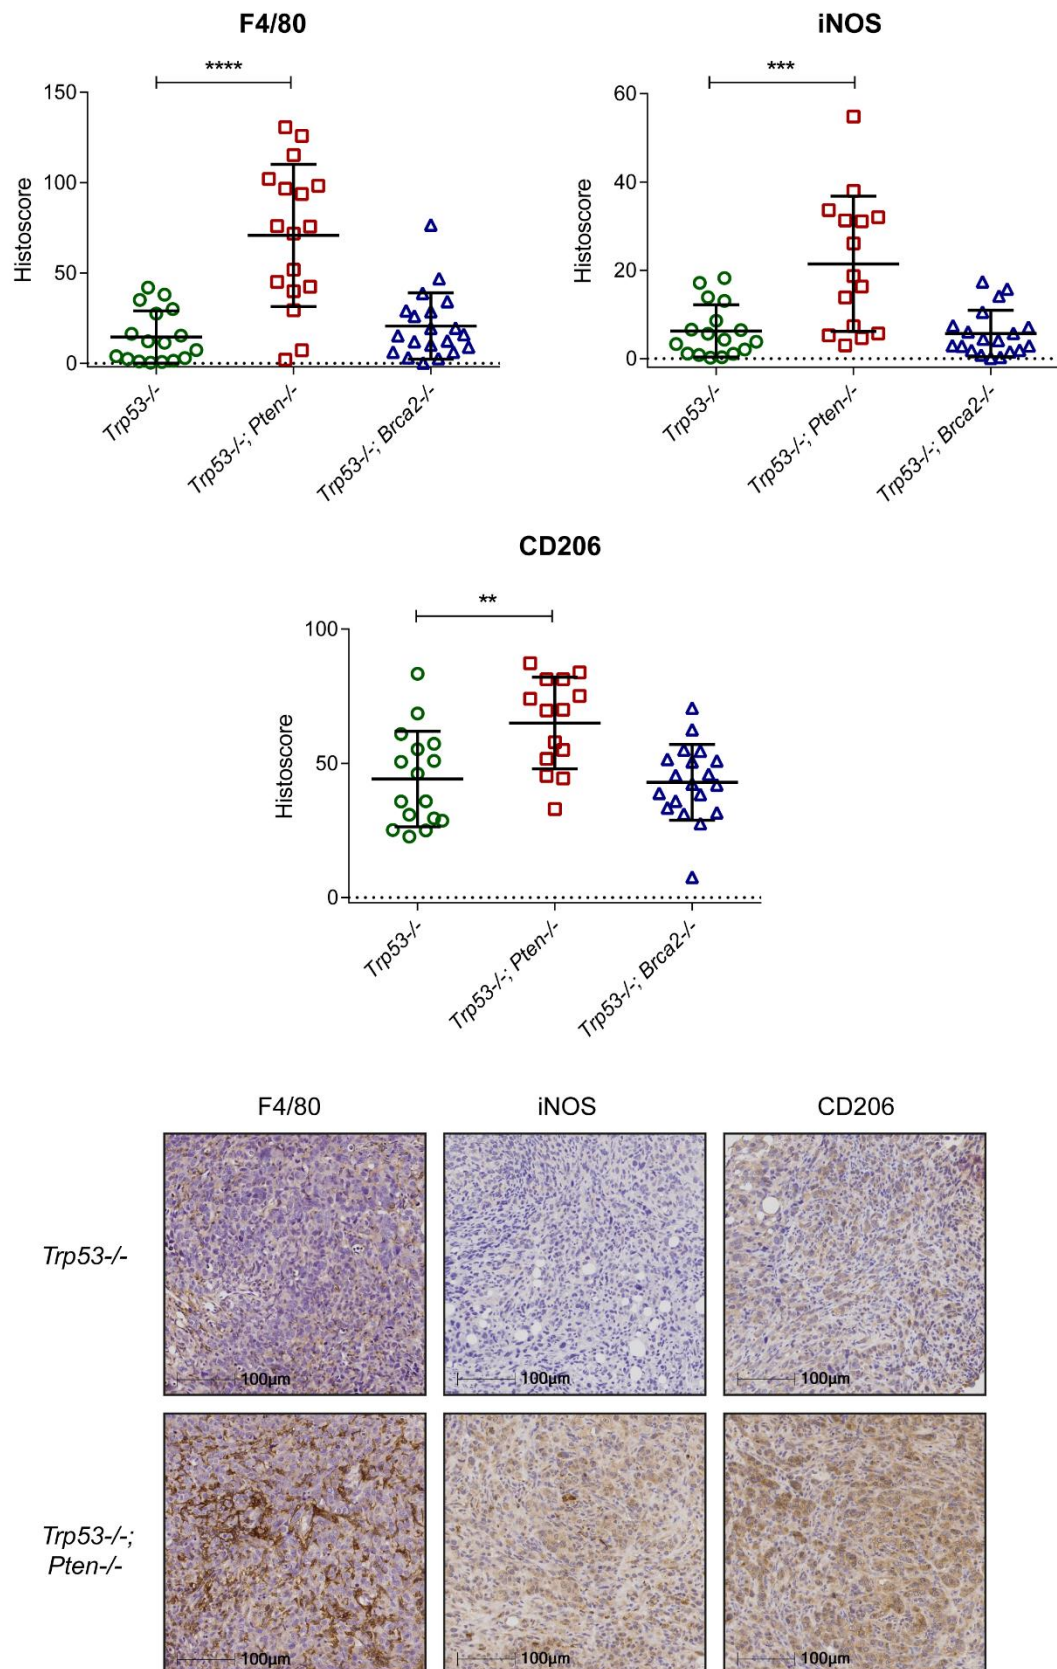 F4/80
****
150
100
50
0
Histoscore
Trp53-/-
Trp53-/-; Pten-/-
Trp53-/-; Brca2-/-
iNOS
***
60
40
20
0
Histoscore
Trp53-/-
Trp53-/-; Pten-/-
Trp53-/-; Brca2-/-
CD206
**
100
50
0
Histoscore
Trp53-/-
Trp53-/-; Pten-/-
Trp53-/-; Brca2-/-
F4/80 iNOS CD206
Trp53-/-
100µm 100µm 100µm
Trp53-/-;
Pten-/-
100µm 100µm 100µm